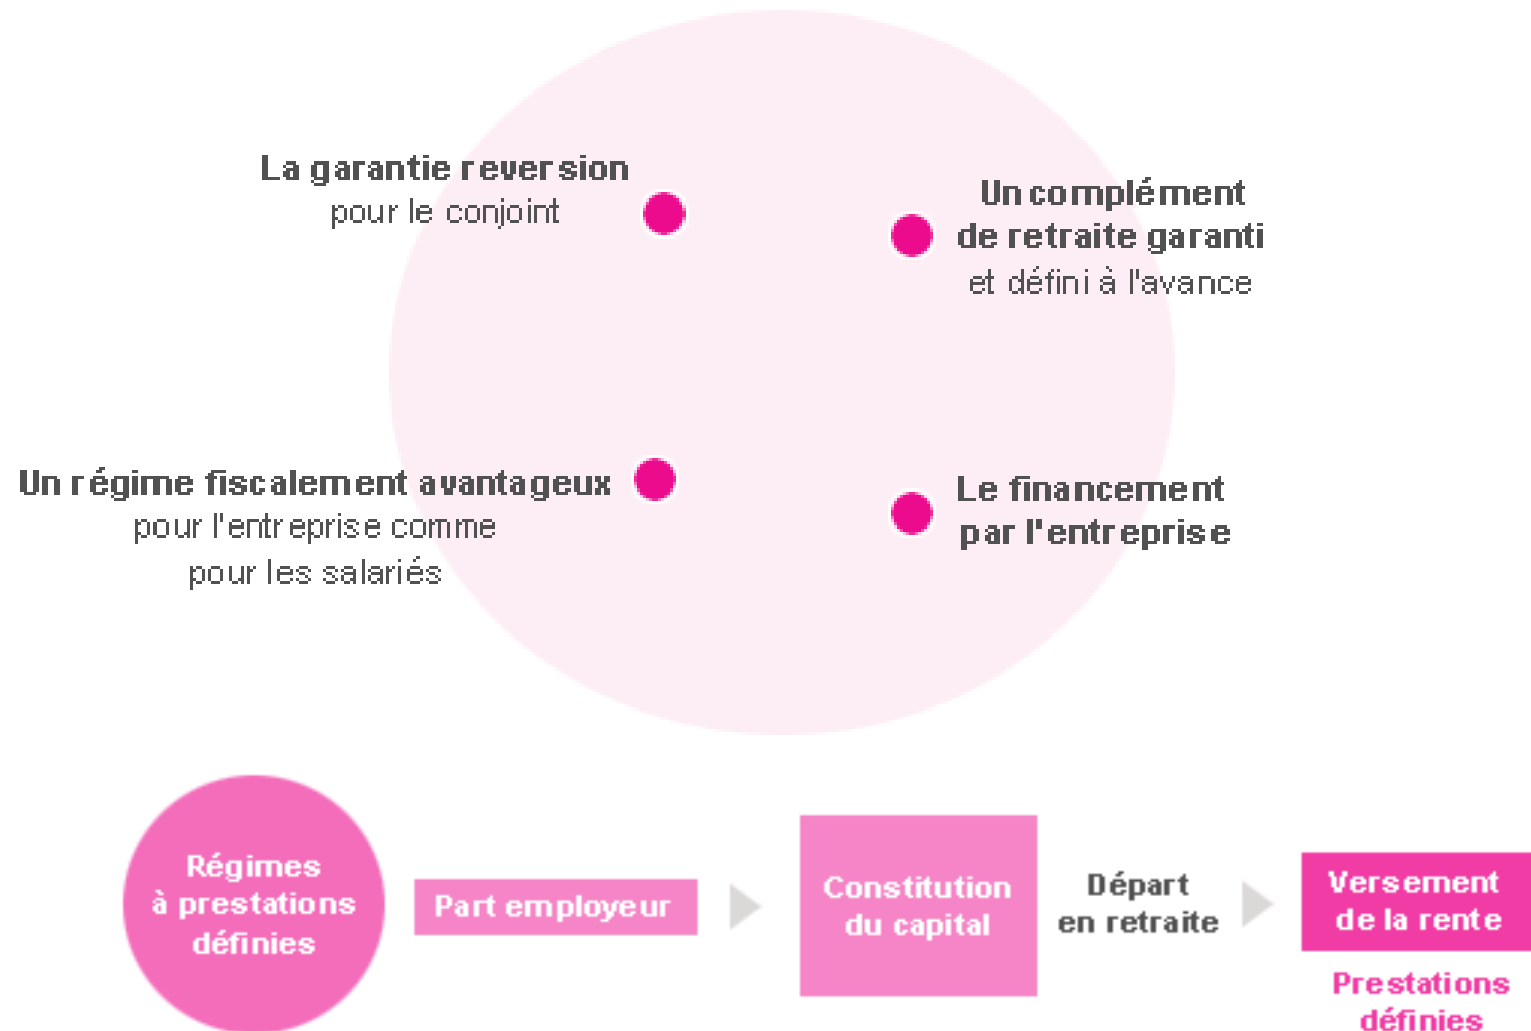 La garantie reversion
pour le conjoint
Un complément
de retraite garanti
et défini à l'avance
Un régime fiscalement avantageux
pour l'entreprise comme
pour les salariés
Le financement
par l'entreprise
Régimes
à prestations
définies
Part employeur
Constitution
du capital
Départ
en retraite
Versement
de la rente
Prestations
définies